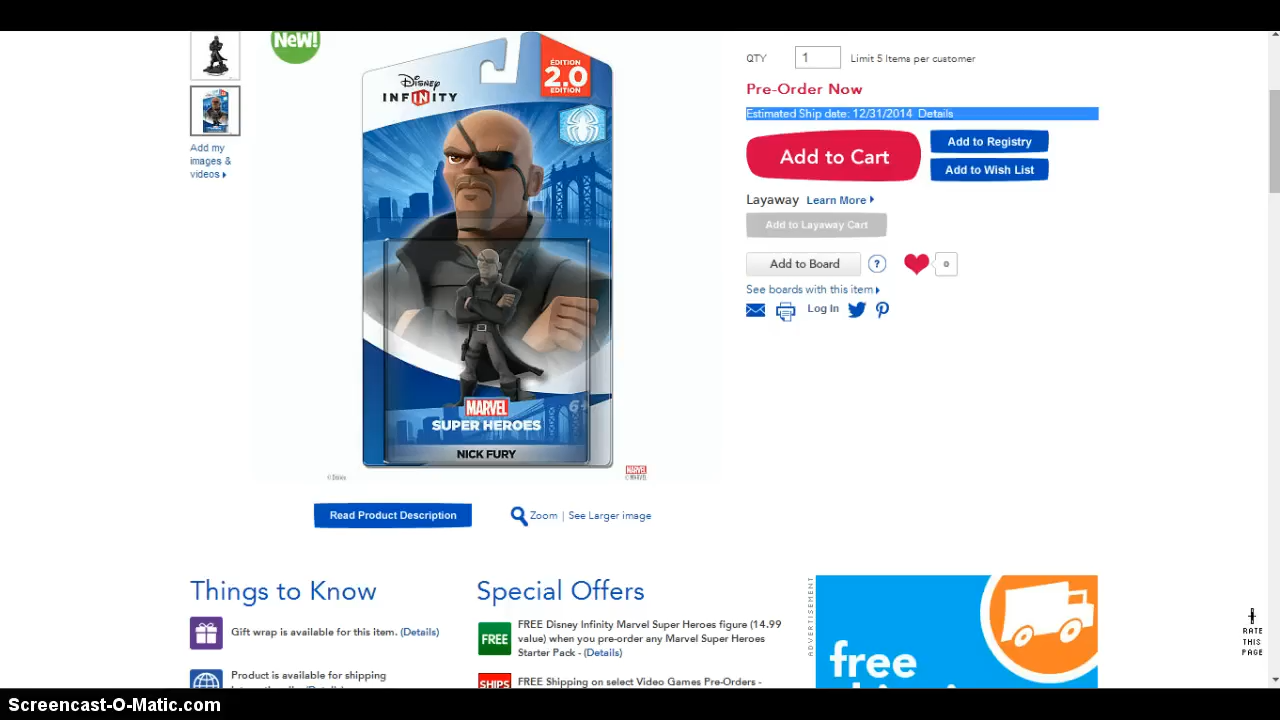 New!
QTY 1 Limit 5 Items per customer
Pre-Order Now
Estimated Ship date: 12/31/2014 Details
Add to Cart
Add to Registry
Add to Wish List
Layaway Learn More
Add to Layaway Cart
Add to Board ? 0
See boards with this item
Log In
Add my
images &
videos
ÉDITION
2.0
EDITION
DISNEY
INFINITY
6+
MARVEL
SUPER HEROES
NICK FURY
©Disney
MARVEL
© MARVEL
Read Product Description
Zoom | See Larger image
Things to Know
Gift wrap is available for this item. (Details)
Product is available for shipping
Special Offers
FREE
FREE Disney Infinity Marvel Super Heroes figure (14.99
value) when you pre-order any Marvel Super Heroes
Starter Pack - (Details)
SHIPS
FREE Shipping on select Video Games Pre-Orders -
ADVERTISEMENT
free
RATE
THIS
PAGE
Screencast-O-Matic.com